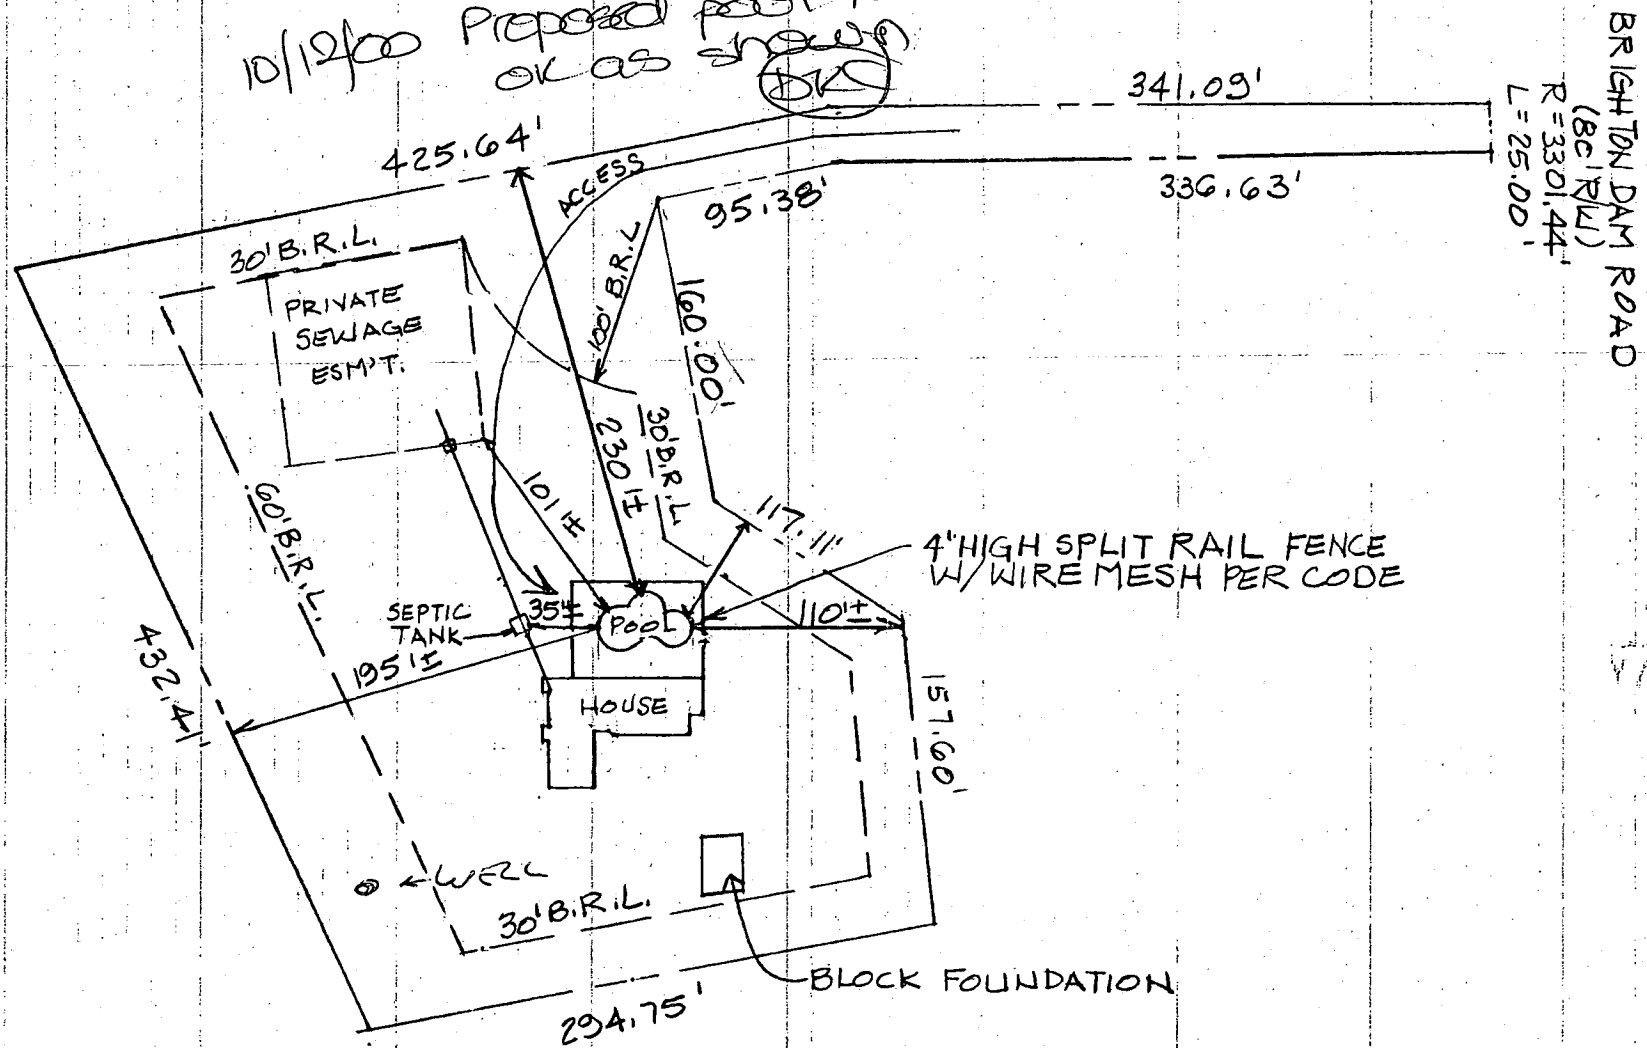 10/12/00 Proposed pool
OK as shown
DKS
425.64'
341.09'
336.63'
95.38'
BRIGHTON DAM ROAD
(80' R/W)
R=3301.44'
L=25.00'
ACCESS
30' B.R.L.
PRIVATE
SEWAGE
ESM'T.
100' B.R.L
160.00'
230'±
30' B.R.L
101'±
117.11'
4" HIGH SPLIT RAIL FENCE
W/ WIRE MESH PER CODE
60' B.R.L.
SEPTIC
TANK
35'±
POOL
110'±
195'±
432.41'
HOUSE
157.60'
WELL
30' B.R.L.
BLOCK FOUNDATION
294.75'